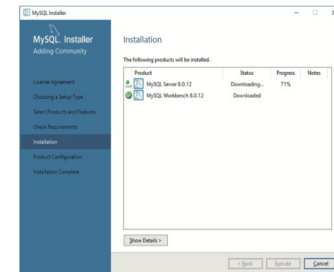 MySQL Installer
MySQL. Installer
Adding Community
License Agreement
Choosing a Setup Type
Select Products and Features
Check Requirements
Installation
Product Configuration
Installation Complete
Installation
The following products will be installed.
Product Status Progress Notes
MySQL Server 8.0.12 Downloading... 71%
MySQL Workbench 8.0.12 Downloaded
Show Details >
< Back Execute Cancel